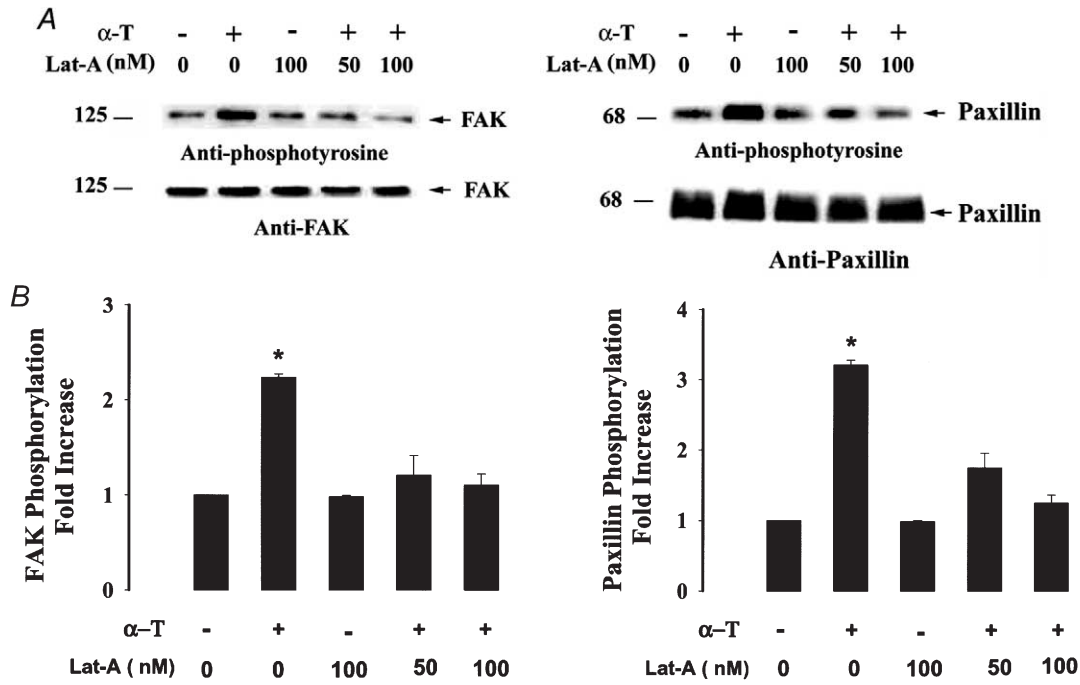 A
α-T - + - + +
Lat-A (nM) 0 0 100 50 100
125 — ← FAK
Anti-phosphotyrosine
125 — ← FAK
Anti-FAK
α-T - + - + +
Lat-A (nM) 0 0 100 50 100
68 — ← Paxillin
Anti-phosphotyrosine
68 — ← Paxillin
Anti-Paxillin
B
FAK Phosphorylation
Fold Increase
3
2
1
0
*
α–T - + - + +
Lat-A ( nM) 0 0 100 50 100
Paxillin Phosphorylation
Fold Increase
4
3
2
1
0
*
α–T - + - + +
Lat-A ( nM) 0 0 100 50 100